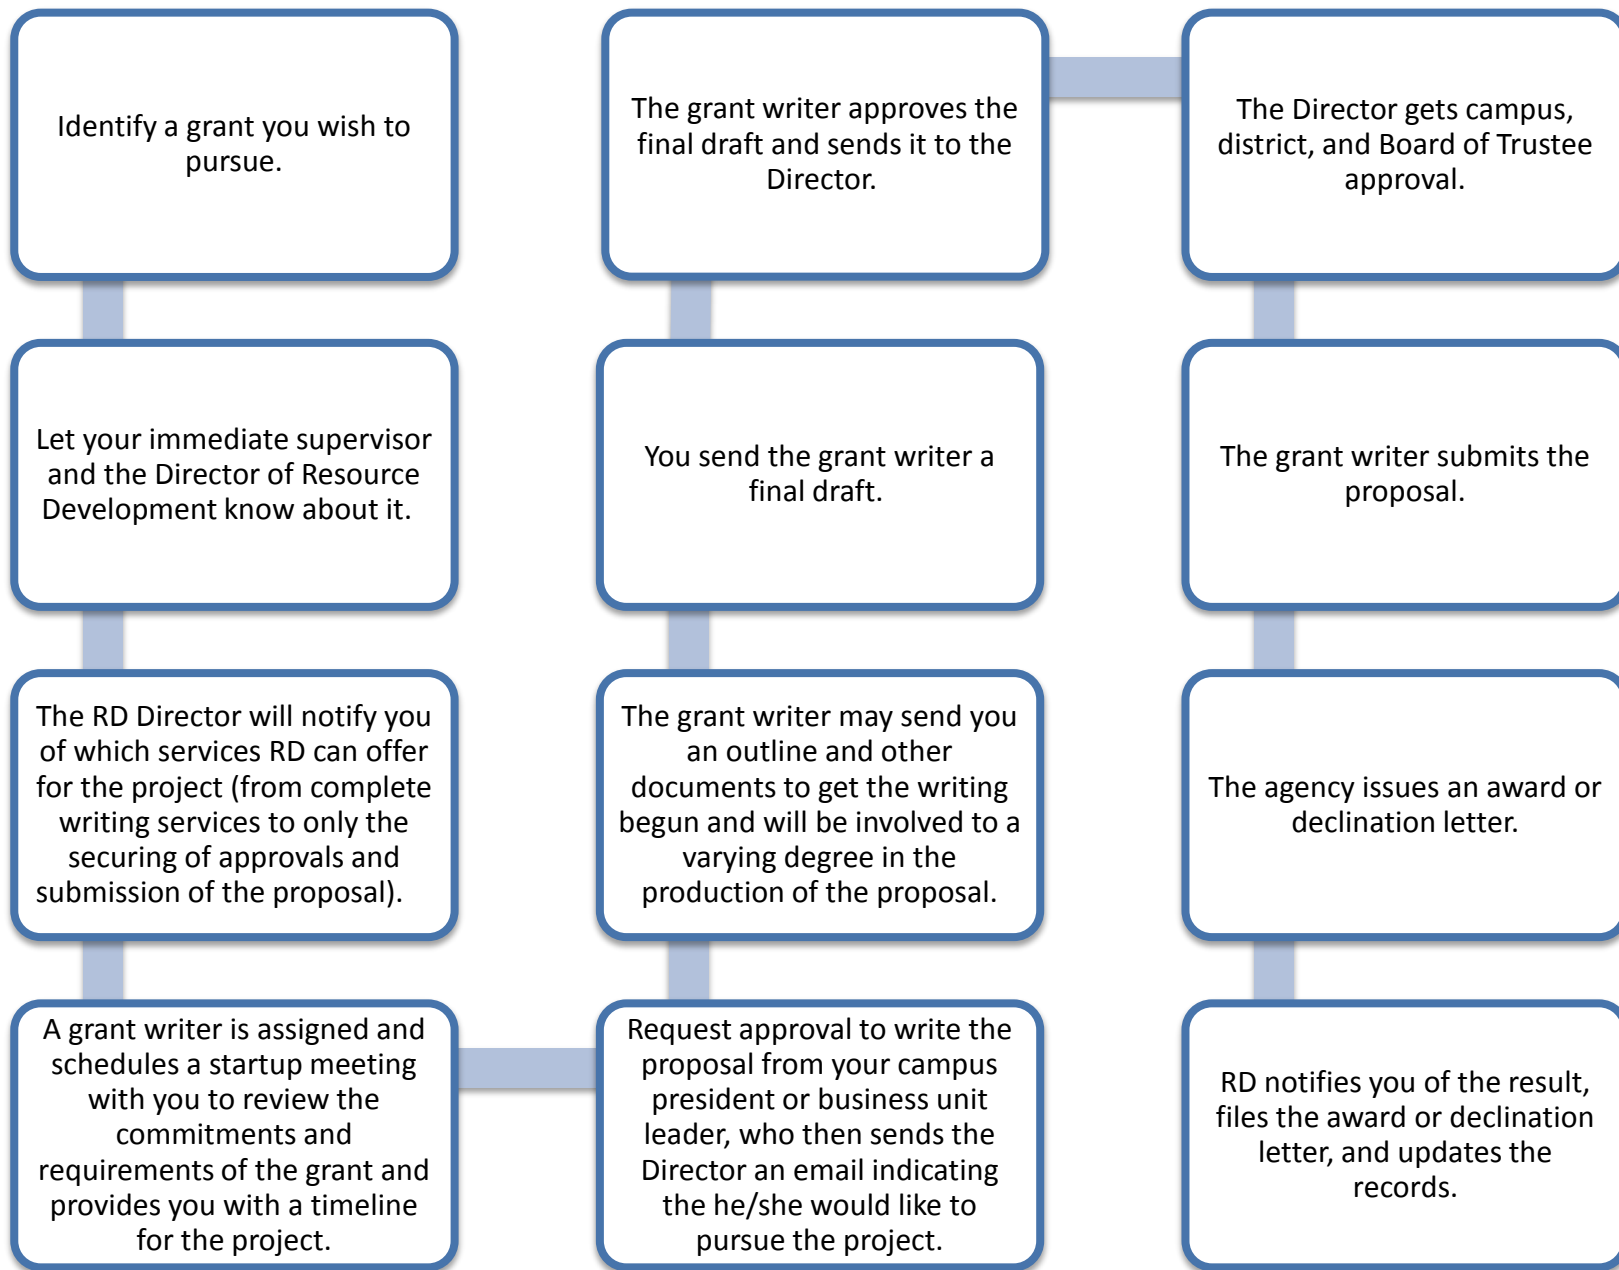 Identify a grant you wish to
pursue.
Let your immediate supervisor
and the Director of Resource
Development know about it.
The RD Director will notify you
of which services RD can offer
for the project (from complete
writing services to only the
securing of approvals and
submission of the proposal).
A grant writer is assigned and
schedules a startup meeting
with you to review the
commitments and
requirements of the grant and
provides you with a timeline
for the project.
Request approval to write the
proposal from your campus
president or business unit
leader, who then sends the
Director an email indicating
the he/she would like to
pursue the project.
The grant writer may send you
an outline and other
documents to get the writing
begun and will be involved to a
varying degree in the
production of the proposal.
You send the grant writer a
final draft.
The grant writer approves the
final draft and sends it to the
Director.
The Director gets campus,
district, and Board of Trustee
approval.
The grant writer submits the
proposal.
The agency issues an award or
declination letter.
RD notifies you of the result,
files the award or declination
letter, and updates the
records.